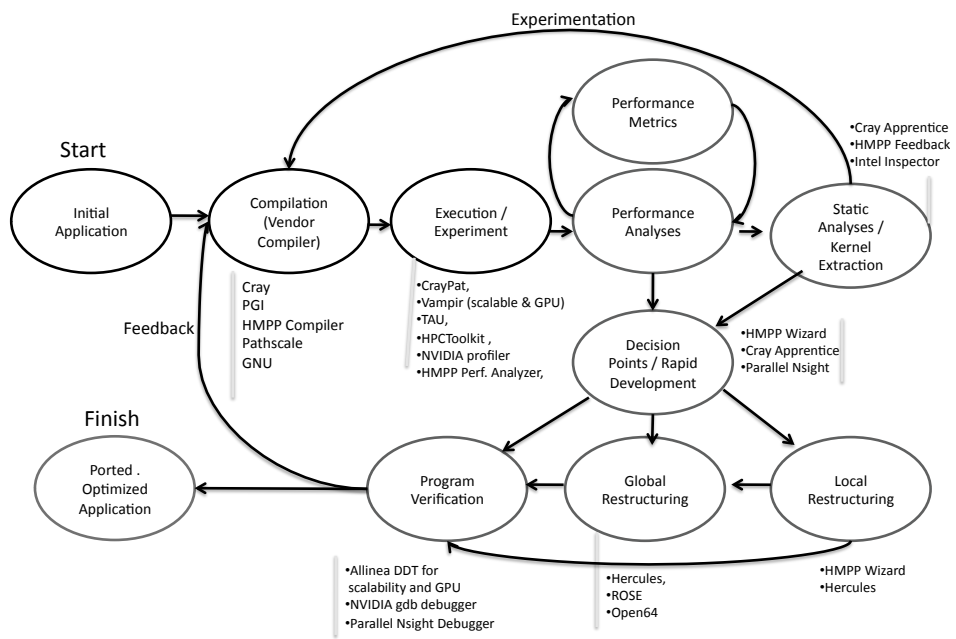 Experimentation
Performance
Metrics
•Cray Apprentice
•HMPP Feedback
•Intel Inspector
Start
Initial
Application
Compilation
(Vendor
Compiler)
Execution /
Experiment
Performance
Analyses
Static
Analyses /
Kernel
Extraction
Cray
PGI
HMPP Compiler
Pathscale
GNU
•CrayPat,
•Vampir (scalable & GPU)
•TAU,
•HPCToolkit ,
•NVIDIA profiler
•HMPP Perf. Analyzer,
Feedback
Decision
Points / Rapid
Development
•HMPP Wizard
•Cray Apprentice
•Parallel Nsight
Finish
Ported .
Optimized
Application
Program
Verification
Global
Restructuring
Local
Restructuring
•Allinea DDT for
scalability and GPU
•NVIDIA gdb debugger
•Parallel Nsight Debugger
•Hercules,
•ROSE
•Open64
•HMPP Wizard
•Hercules